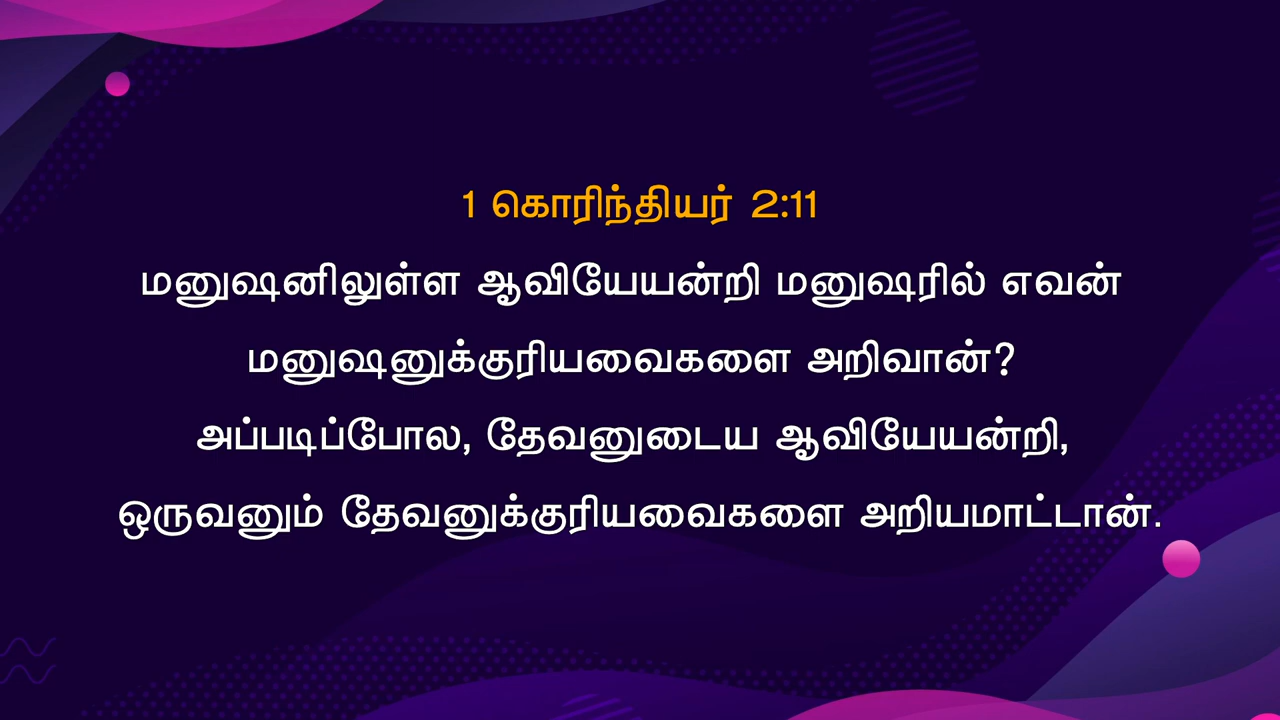 1 கொரிந்தியர் 2:11
மனுஷனிலுள்ள ஆவியேயன்றி மனுஷரில் எவன்
மனுஷனுக்குரியவைகளை அறிவான்?
அப்படிப்போல, தேவனுடைய ஆவியேயன்றி,
ஒருவனும் தேவனுக்குரியவைகளை அறியமாட்டான்.